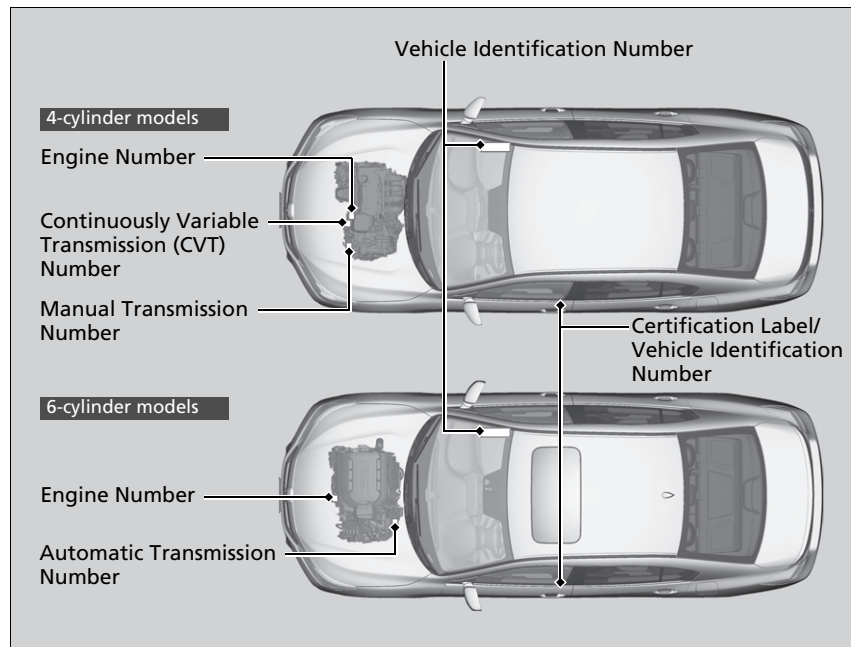 Vehicle Identification Number
4-cylinder models
Engine Number
Continuously Variable
Transmission (CVT)
Number
Manual Transmission
Number
Certification Label/
Vehicle Identification
Number
6-cylinder models
Engine Number
Automatic Transmission
Number